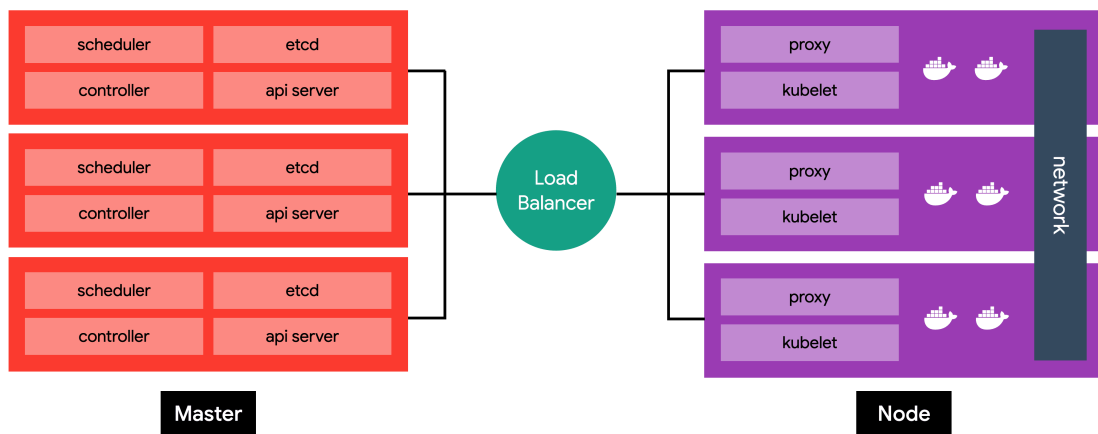 scheduler
etcd
controller
api server
scheduler
etcd
controller
api server
scheduler
etcd
controller
api server
Master
Load
Balancer
proxy
kubelet
proxy
kubelet
proxy
kubelet
network
Node